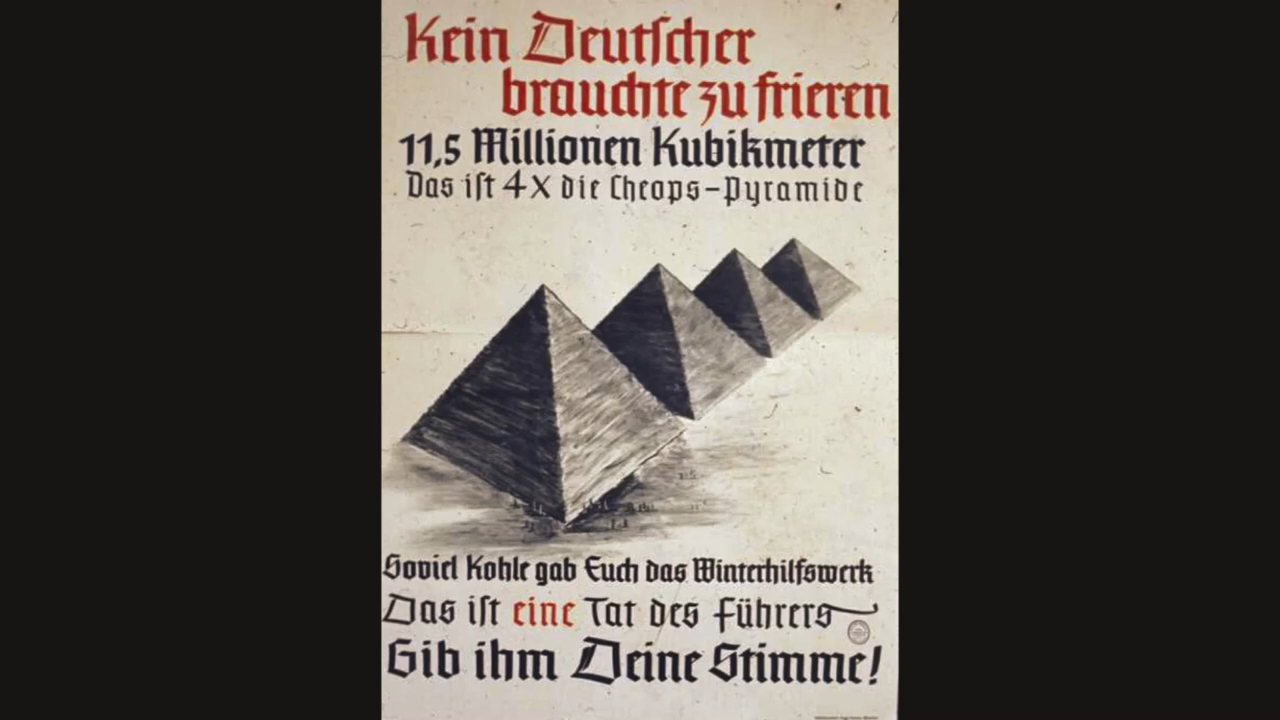 Kein Deutscher
brauchte zu frieren
11,5 Millionen Kubikmeter
Das ist 4x die Cheops-Pyramide
Soviel Kohle gab Euch das Winterhilfswerk
Das ist eine Tat des Führers
Gib ihm Deine Stimme!